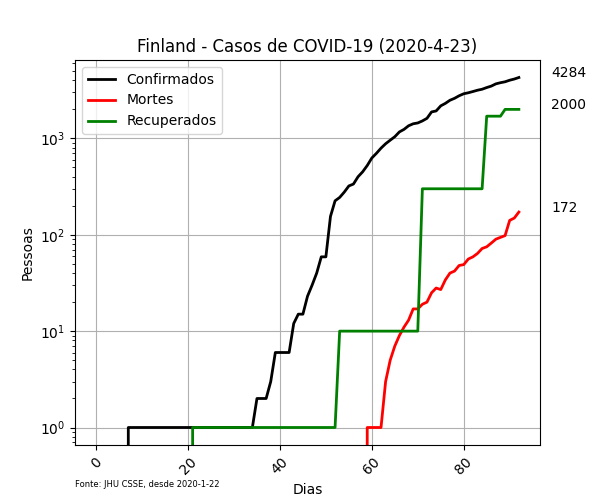 Finland - Casos de COVID-19 (2020-4-23)
Confirmados
Mortes
Recuperados
4284
2000
172
10³
10²
10¹
10⁰
Pessoas
0
20
40
60
80
Dias
Fonte: JHU CSSE, desde 2020-1-22